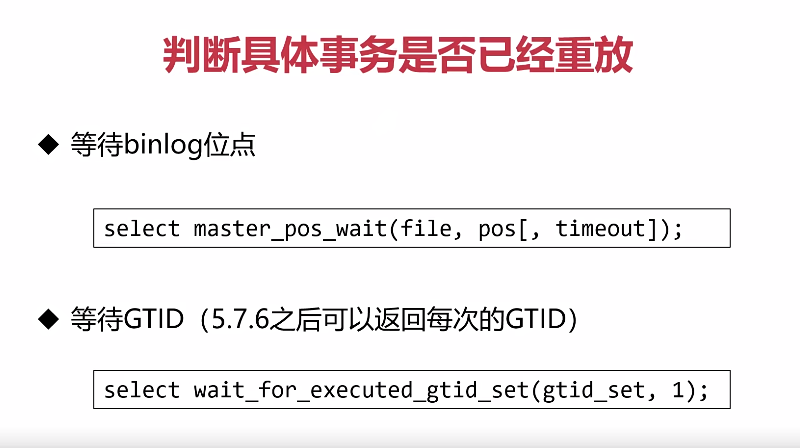 判断具体事务是否已经重放
◆ 等待binlog位点
select master_pos_wait(file, pos[, timeout]);
◆ 等待GTID（5.7.6之后可以返回每次的GTID）
select wait_for_executed_gtid_set(gtid_set, 1);